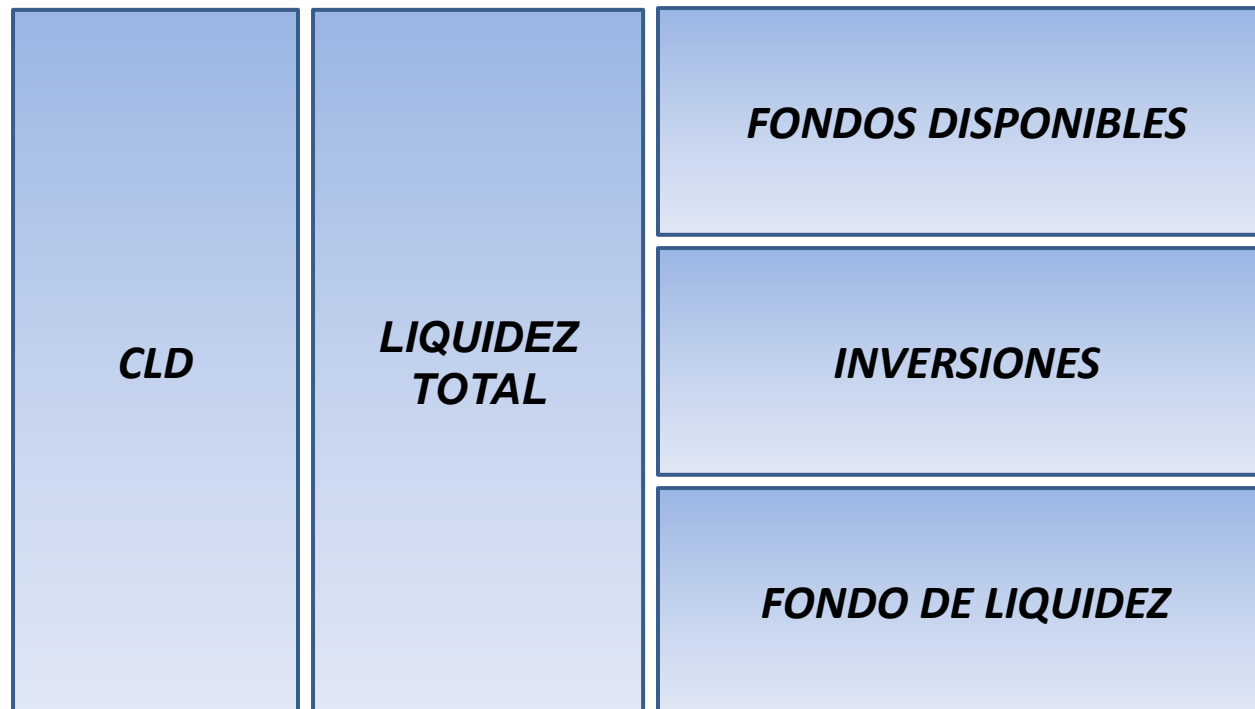 CLD
LIQUIDEZ
TOTAL
FONDOS DISPONIBLES
INVERSIONES
FONDO DE LIQUIDEZ